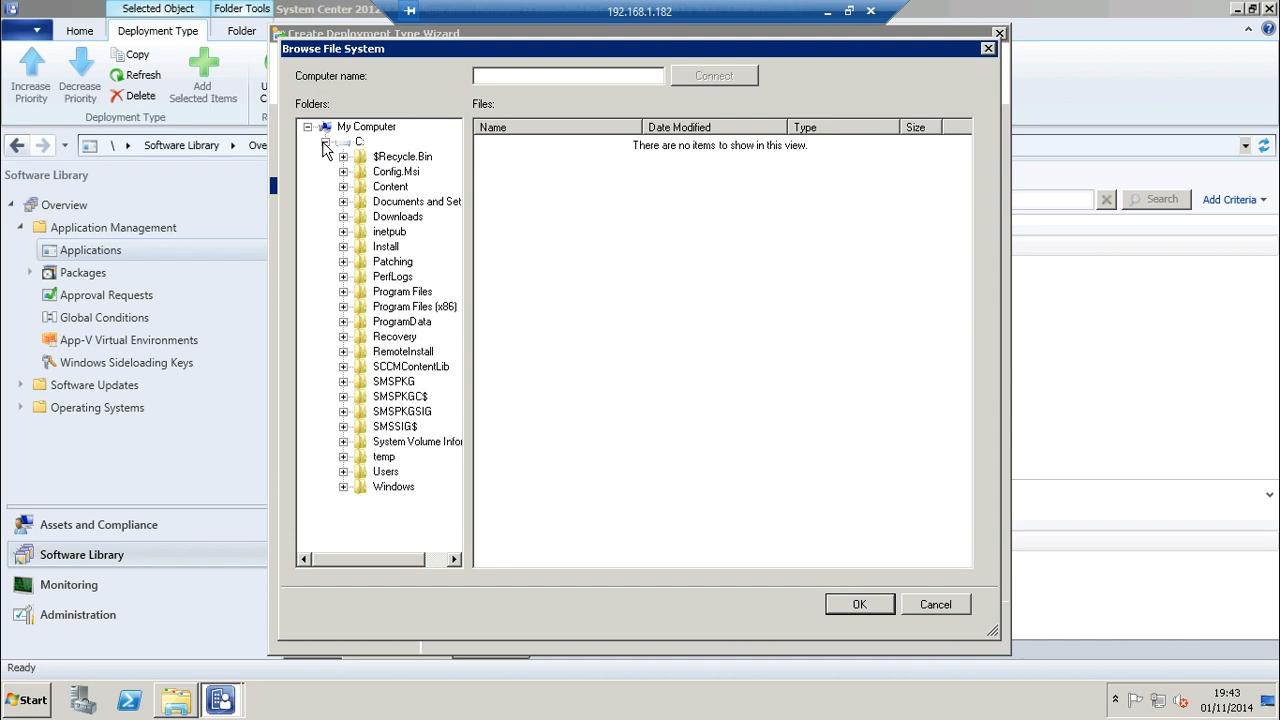 Selected Object
Folder Tools
System Center 2012
192.168.1.182
Home
Deployment Type
Folder
Create Deployment Type Wizard
Browse File System
Increase Priority
Decrease Priority
Copy
Refresh
Delete
Add Selected Items
Deployment Type
Computer name:
Connect
Folders:
Files:
Name
Date Modified
Type
Size
There are no items to show in this view.
My Computer
C:
$Recycle.Bin
Config.Msi
Content
Documents and Set
Downloads
inetpub
Install
Patching
PerfLogs
Program Files
Program Files (x86)
ProgramData
Recovery
RemoteInstall
SCCMContentLib
SMSPKG
SMSPKGC$
SMSPKGSIG
SMSSIG$
System Volume Infor
temp
Users
Windows
OK
Cancel
\
Software Library
Ove
Software Library
Overview
Application Management
Applications
Packages
Approval Requests
Global Conditions
App-V Virtual Environments
Windows Sideloading Keys
Software Updates
Operating Systems
Assets and Compliance
Software Library
Monitoring
Administration
Search
Add Criteria
Ready
Start
19:43
01/11/2014